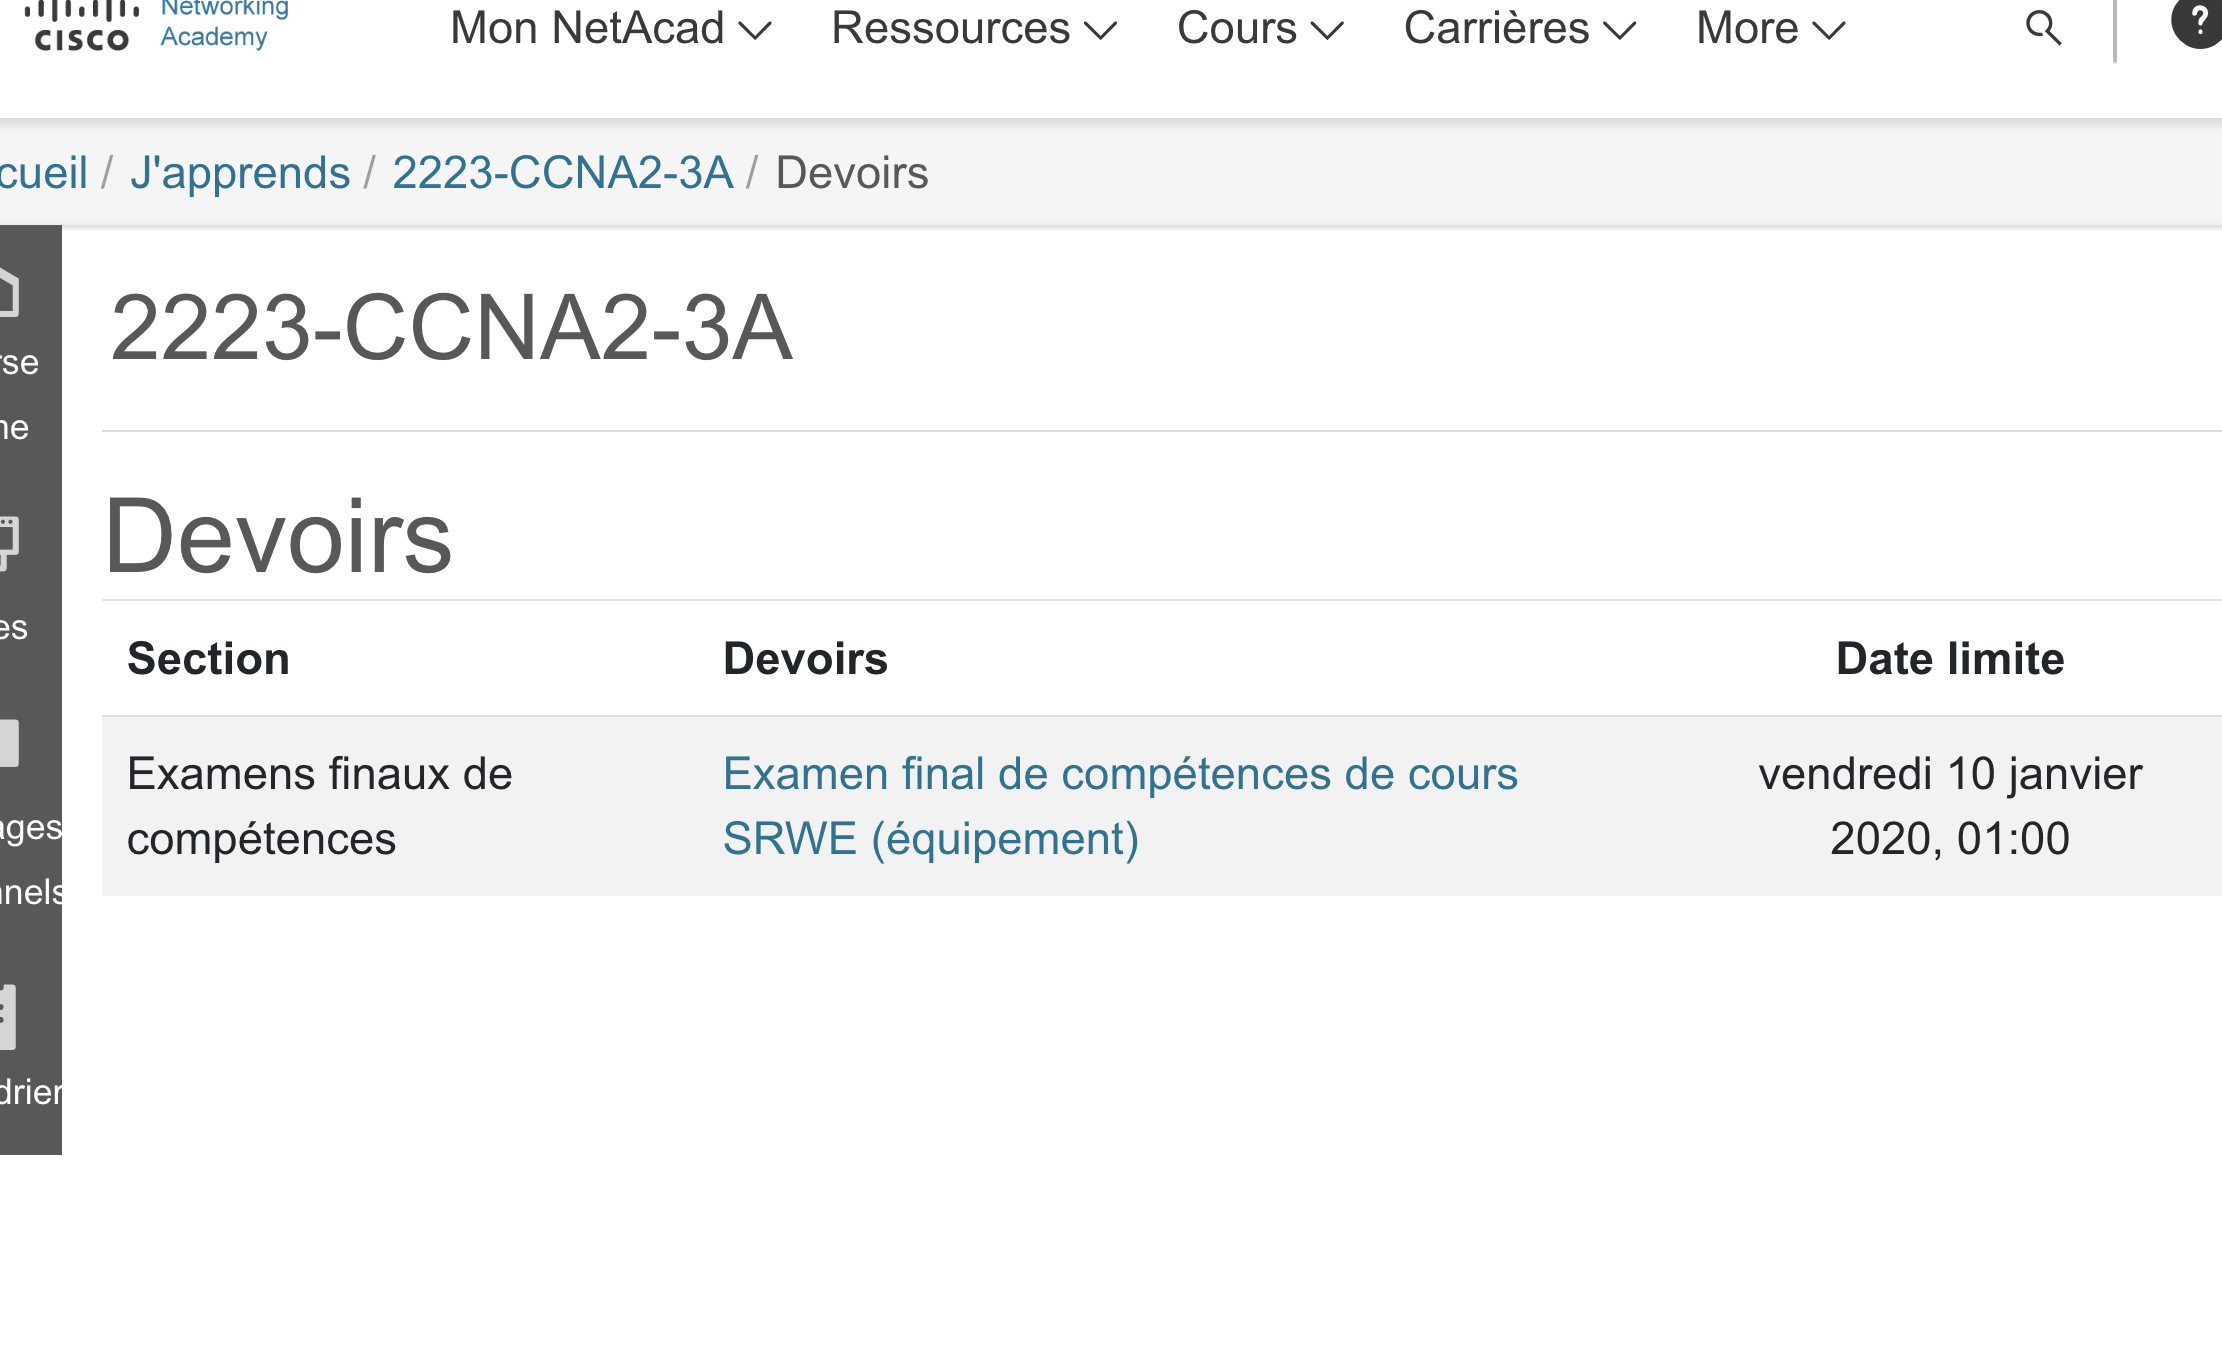 Networking
CISCO Academy
Mon NetAcad Ressources Cours Carrières More ?
cueil / J'apprends / 2223-CCNA2-3A / Devoirs
2223-CCNA2-3A
rse
ne
Devoirs
es
Section Devoirs Date limite
Examens finaux de Examen final de compétences de cours vendredi 10 janvier
compétences SRWE (équipement) 2020, 01:00
ages
nnels
drier